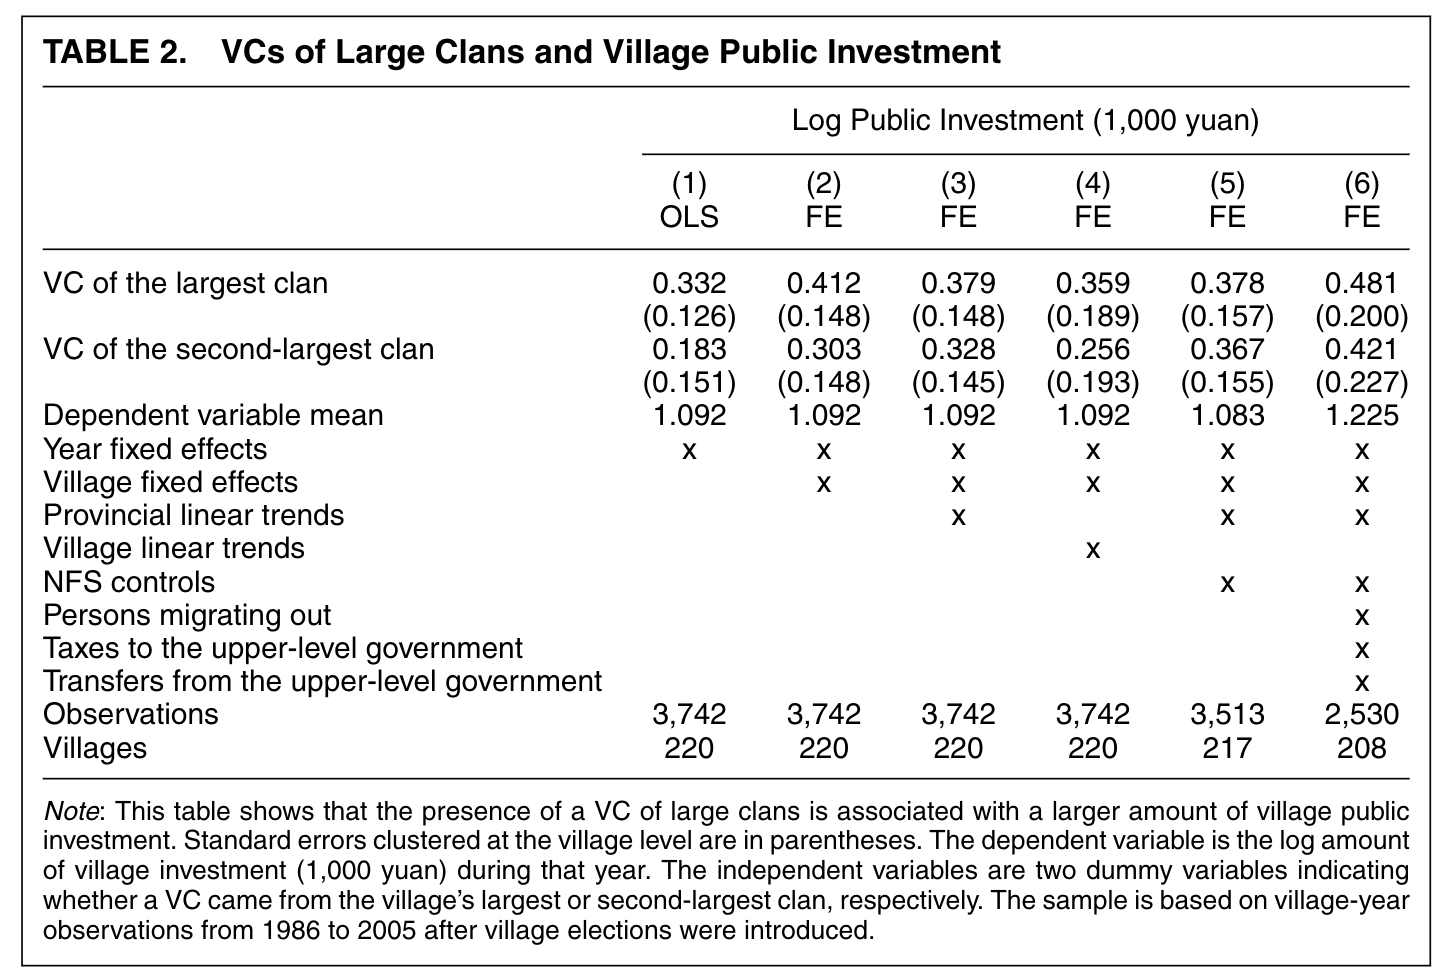 TABLE 2. VCs of Large Clans and Village Public Investment
Log Public Investment (1,000 yuan)
(1) (2) (3) (4) (5) (6)
OLS FE FE FE FE FE
VC of the largest clan 0.332 0.412 0.379 0.359 0.378 0.481
(0.126) (0.148) (0.148) (0.189) (0.157) (0.200)
VC of the second-largest clan 0.183 0.303 0.328 0.256 0.367 0.421
(0.151) (0.148) (0.145) (0.193) (0.155) (0.227)
Dependent variable mean 1.092 1.092 1.092 1.092 1.083 1.225
Year fixed effects x x x x x x
Village fixed effects x x x x x
Provincial linear trends x x x
Village linear trends x
NFS controls x x
Persons migrating out x
Taxes to the upper-level government x
Transfers from the upper-level government x
Observations 3,742 3,742 3,742 3,742 3,513 2,530
Villages 220 220 220 220 217 208
Note: This table shows that the presence of a VC of large clans is associated with a larger amount of village public
investment. Standard errors clustered at the village level are in parentheses. The dependent variable is the log amount
of village investment (1,000 yuan) during that year. The independent variables are two dummy variables indicating
whether a VC came from the village's largest or second-largest clan, respectively. The sample is based on village-year
observations from 1986 to 2005 after village elections were introduced.